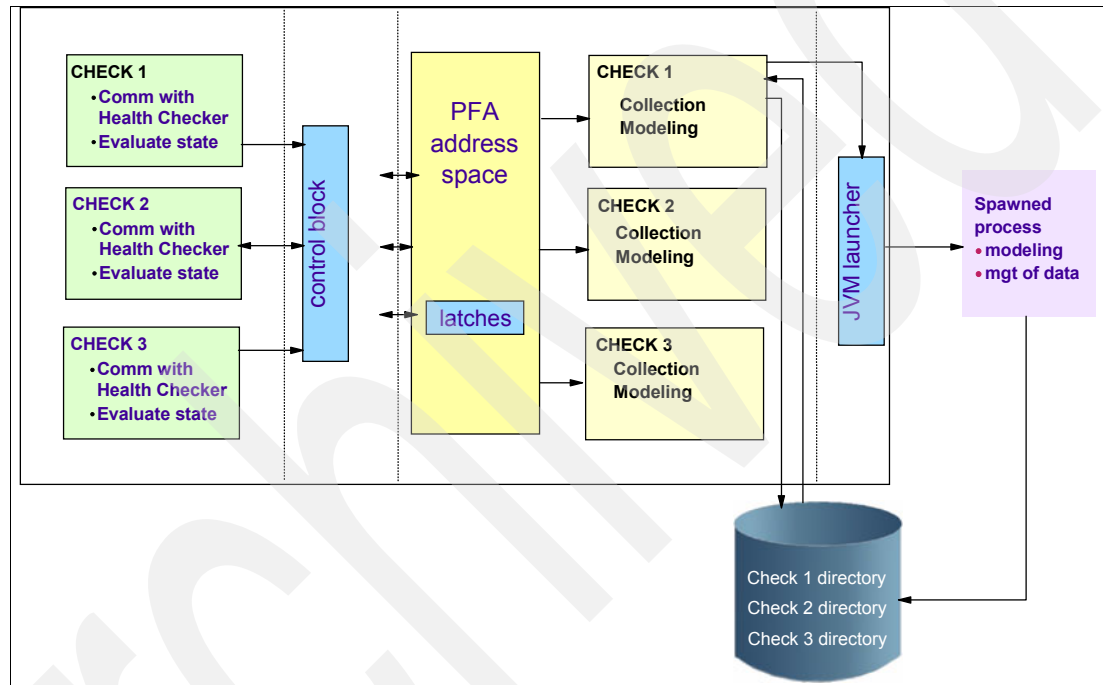 CHECK 1
•Comm with
Health Checker
•Evaluate state
CHECK 2
•Comm with
Health Checker
•Evaluate state
CHECK 3
•Comm with
Health Checker
•Evaluate state
control block
PFA
address
space
latches
CHECK 1
Collection
Modeling
CHECK 2
Collection
Modeling
CHECK 3
Collection
Modeling
JVM launcher
Spawned
process
•modeling
•mgt of data
Check 1 directory
Check 2 directory
Check 3 directory